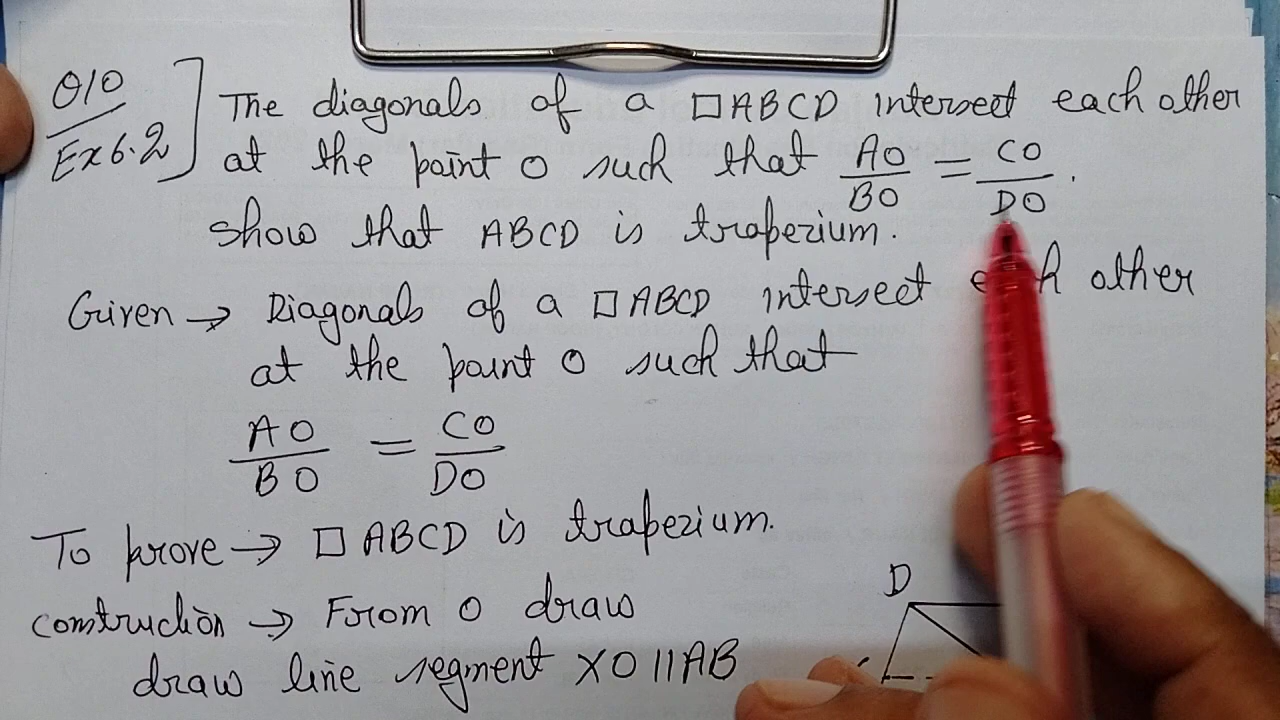 Q10 The diagonals of a □ABCD intersect each other
Ex 6.2 at the point O such that AO/BO = CO/DO.
show that ABCD is trapezium.
Given → Diagonals of a □ABCD intersect other
at the point O such that
AO/BO = CO/DO
To prove → □ABCD is trapezium.
construction → From O draw
draw line segment XO || AB
D